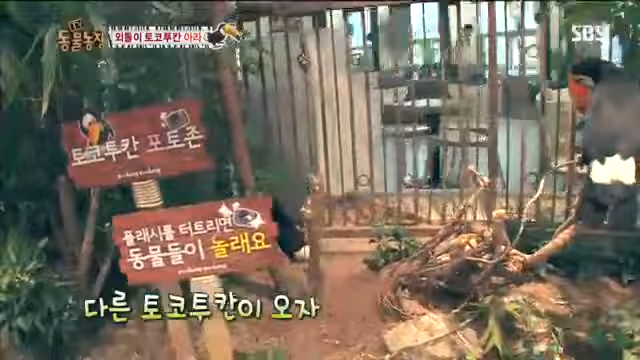 TV
동물농장
외톨이 토코투칸 아라
SBS
토코투칸 포토존
플래시를 터트리면
동물들이 놀래요
다른 토코투칸이 오자